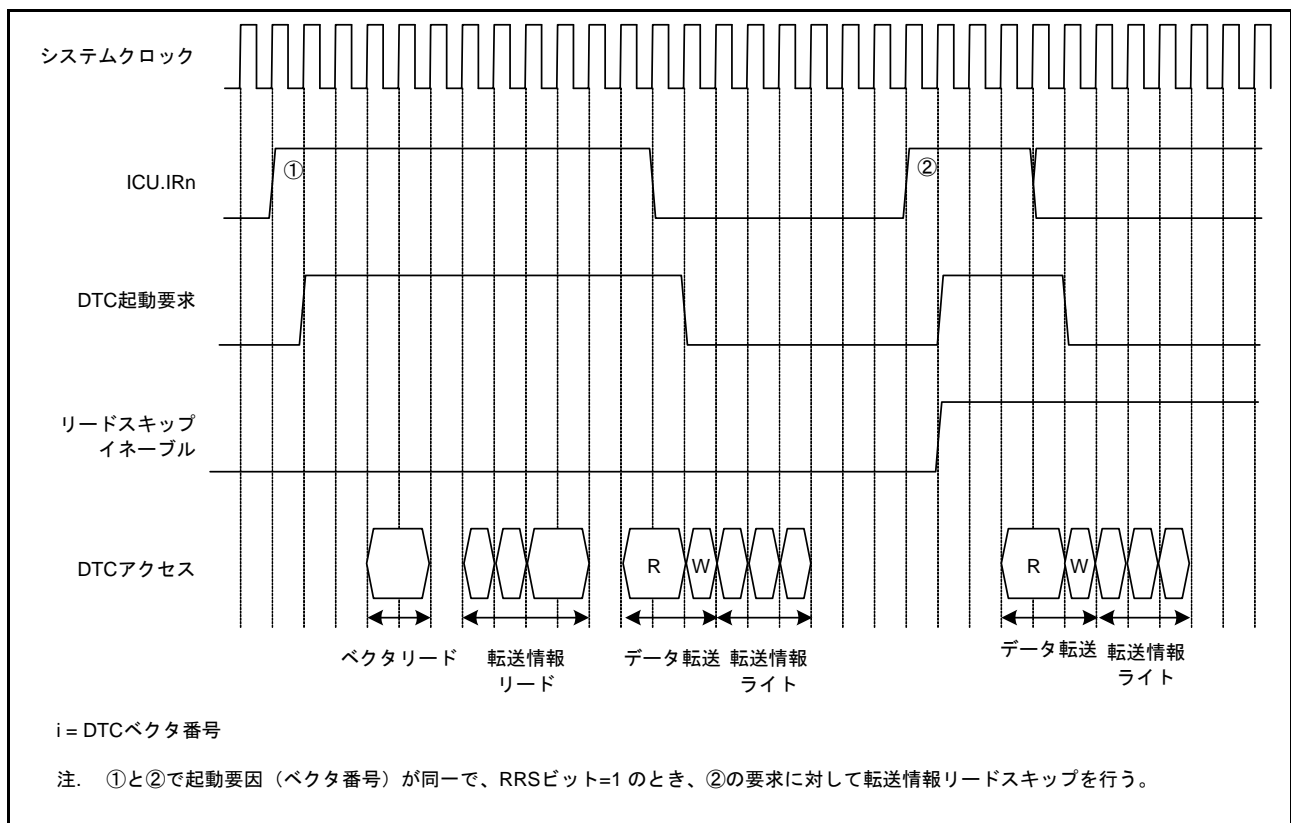 システムクロック
ICU.IRn
①
②
DTC起動要求
リードスキップ
イネーブル
DTCアクセス
R
W
R
W
ベクタリード
転送情報
リード
データ転送
転送情報
ライト
データ転送
転送情報
ライト
i = DTCベクタ番号
注. ①と②で起動要因（ベクタ番号）が同一で、RRSビット=1 のとき、②の要求に対して転送情報リードスキップを行う。